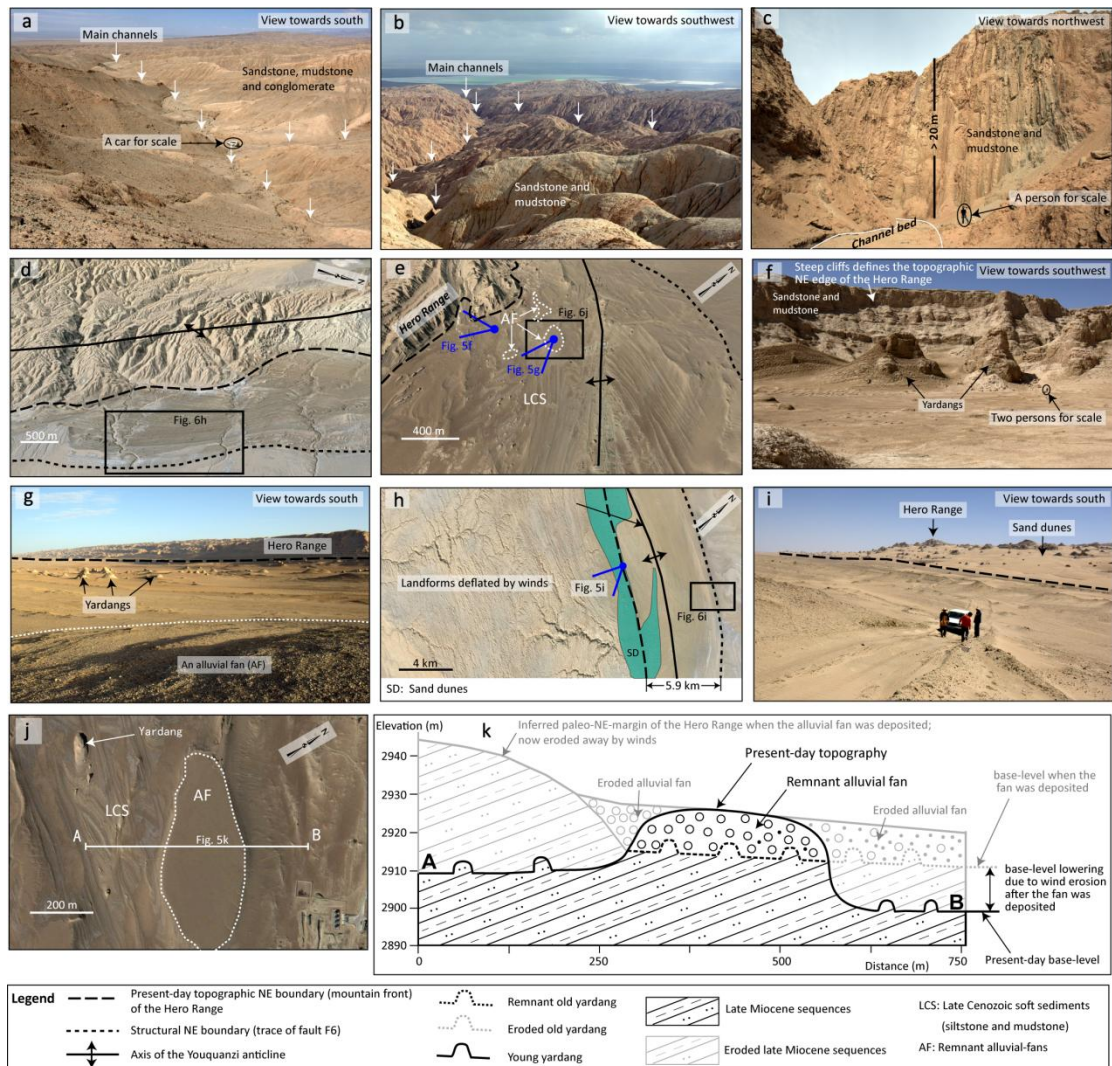 a
View towards south
Main channels
Sandstone, mudstone
and conglomerate
A car for scale
b
View towards southwest
Main channels
Sandstone and
mudstone
c
View towards northwest
> 20 m
Sandstone and
mudstone
A person for scale
Channel bed
d
N
Fig. 6h
500 m
e
N
Hero Range
AF
Fig. 6j
Fig. 5f
Fig. 5g
LCS
400 m
f
Steep cliffs defines the topographic
NE edge of the Hero Range
View towards southwest
Sandstone and
mudstone
Yardangs
Two persons for scale
g
View towards south
Hero Range
Yardangs
An alluvial fan (AF)
h
N
Landforms deflated by winds
Fig. 5i
Fig. 6i
SD
4 km
5.9 km
SD: Sand dunes
i
View towards south
Hero Range
Sand dunes
j
N
Yardang
LCS
AF
A
Fig. 5k
B
200 m
k
Elevation (m)
Inferred paleo-NE-margin of the Hero Range when the alluvial fan was deposited;
now eroded away by winds
Present-day topography
Eroded alluvial fan
Remnant alluvial fan
Eroded alluvial fan
base-level when the
fan was
deposited
base-level lowering
due to wind erosion
after the fan was
deposited
Present-day base-level
A
B
2940
2930
2920
2910
2900
2890
0
250
500
750
Distance (m)
Legend
Present-day topographic NE boundary (mountain front)
of the Hero Range
Structural NE boundary (trace of fault F6)
Axis of the Youquanzi anticline
Remnant old yardang
Eroded old yardang
Young yardang
Late Miocene sequences
Eroded late Miocene sequences
LCS: Late Cenozoic soft sediments
(siltstone and mudstone)
AF: Remnant alluvial-fans